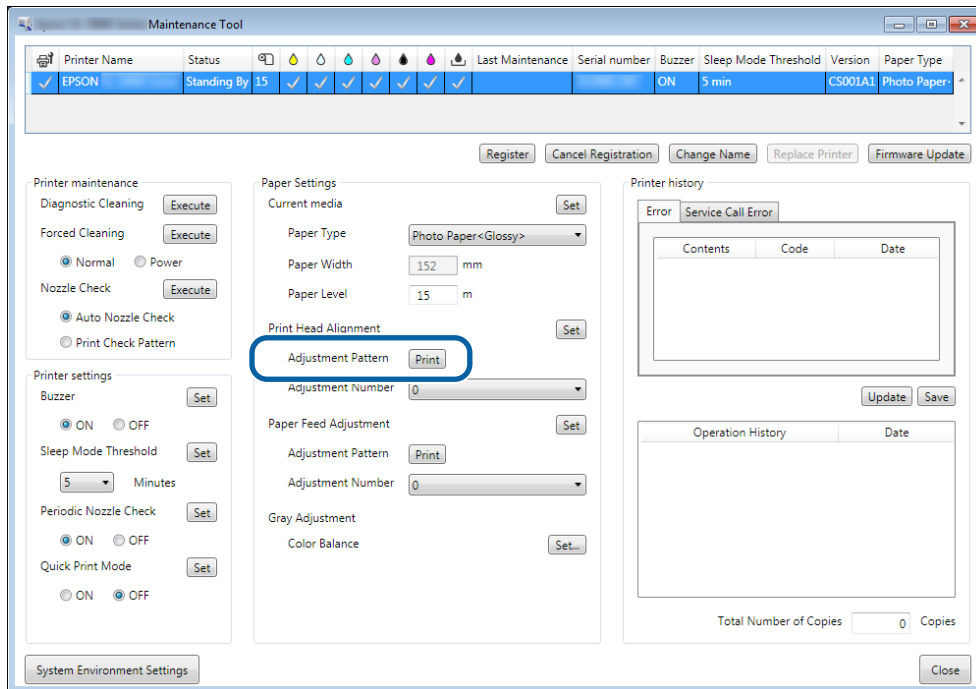 Maintenance Tool
Printer Name Status Last Maintenance Serial number Buzzer Sleep Mode Threshold Version Paper Type
EPSON Standing By 15 ON 5 min CS001A1 Photo Paper<
Register Cancel Registration Change Name Replace Printer Firmware Update
Printer maintenance
Diagnostic Cleaning Execute
Forced Cleaning Execute
Normal Power
Nozzle Check Execute
Auto Nozzle Check
Print Check Pattern
Printer settings
Buzzer Set
ON OFF
Sleep Mode Threshold Set
5 Minutes
Periodic Nozzle Check Set
ON OFF
Quick Print Mode Set
ON OFF
Paper Settings
Current media Set
Paper Type Photo Paper<Glossy>
Paper Width 152 mm
Paper Level 15 m
Print Head Alignment Set
Adjustment Pattern Print
Adjustment Number 0
Paper Feed Adjustment Set
Adjustment Pattern Print
Adjustment Number 0
Gray Adjustment
Color Balance Set...
Printer history
Error Service Call Error
Contents Code Date
Update Save
Operation History Date
Total Number of Copies 0 Copies
System Environment Settings Close